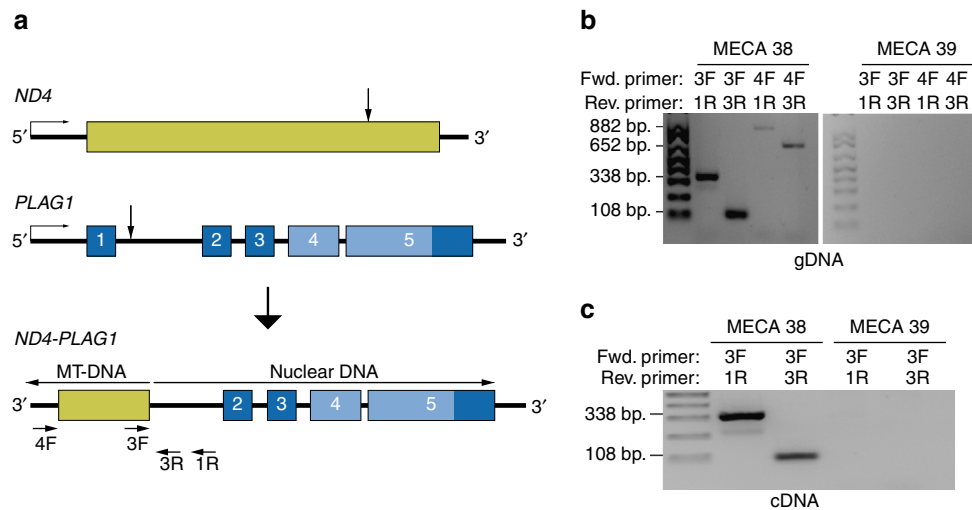 a
ND4
5′ 3′
PLAG1
5′ 1 2 3 4 5 3′
ND4-PLAG1
MT-DNA Nuclear DNA
3′ 2 3 4 5 3′
4F 3F
3R 1R
b
MECA 38 MECA 39
Fwd. primer: 3F 3F 4F 4F 3F 3F 4F 4F
Rev. primer: 1R 3R 1R 3R 1R 3R 1R 3R
882 bp.
652 bp.
338 bp.
108 bp.
gDNA
c
MECA 38 MECA 39
Fwd. primer: 3F 3F 3F 3F
Rev. primer: 1R 3R 1R 3R
338 bp.
108 bp.
cDNA